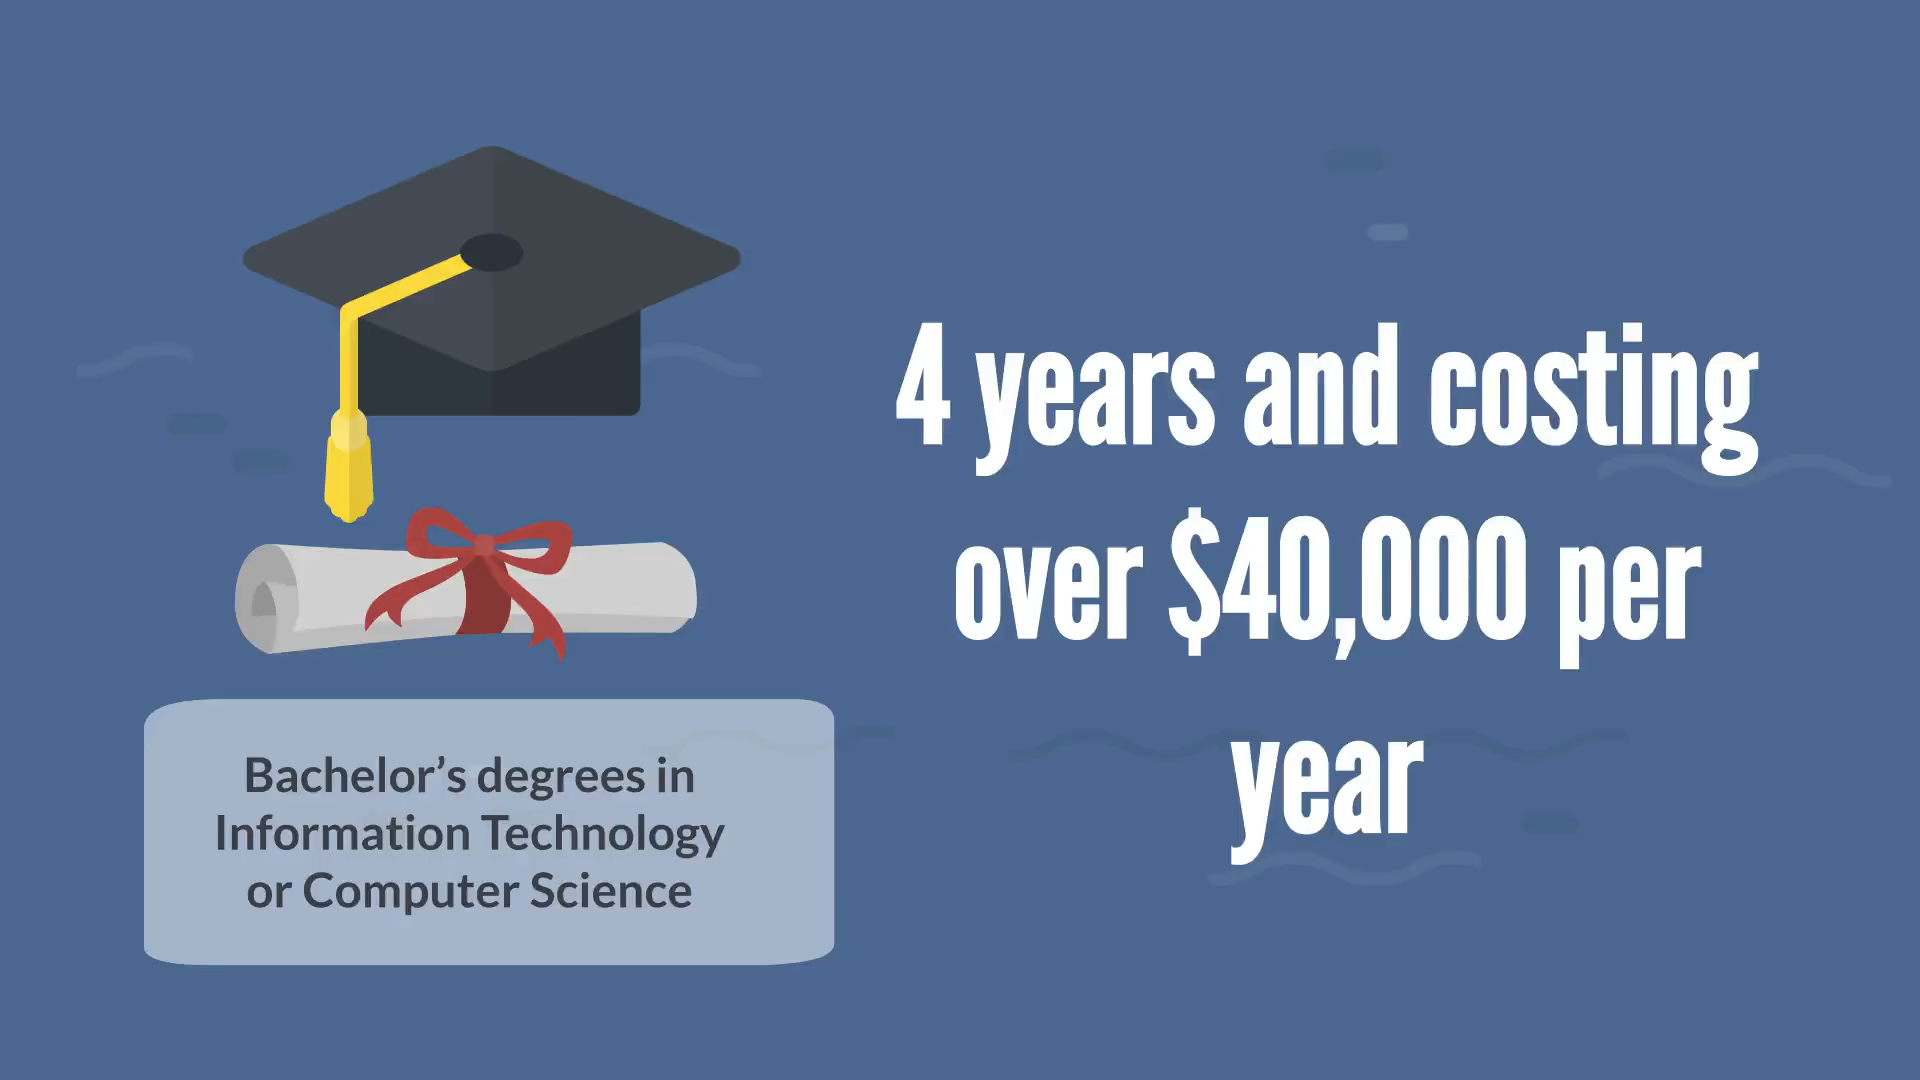 4 years and costing
over $40,000 per
year
Bachelor’s degrees in
Information Technology
or Computer Science